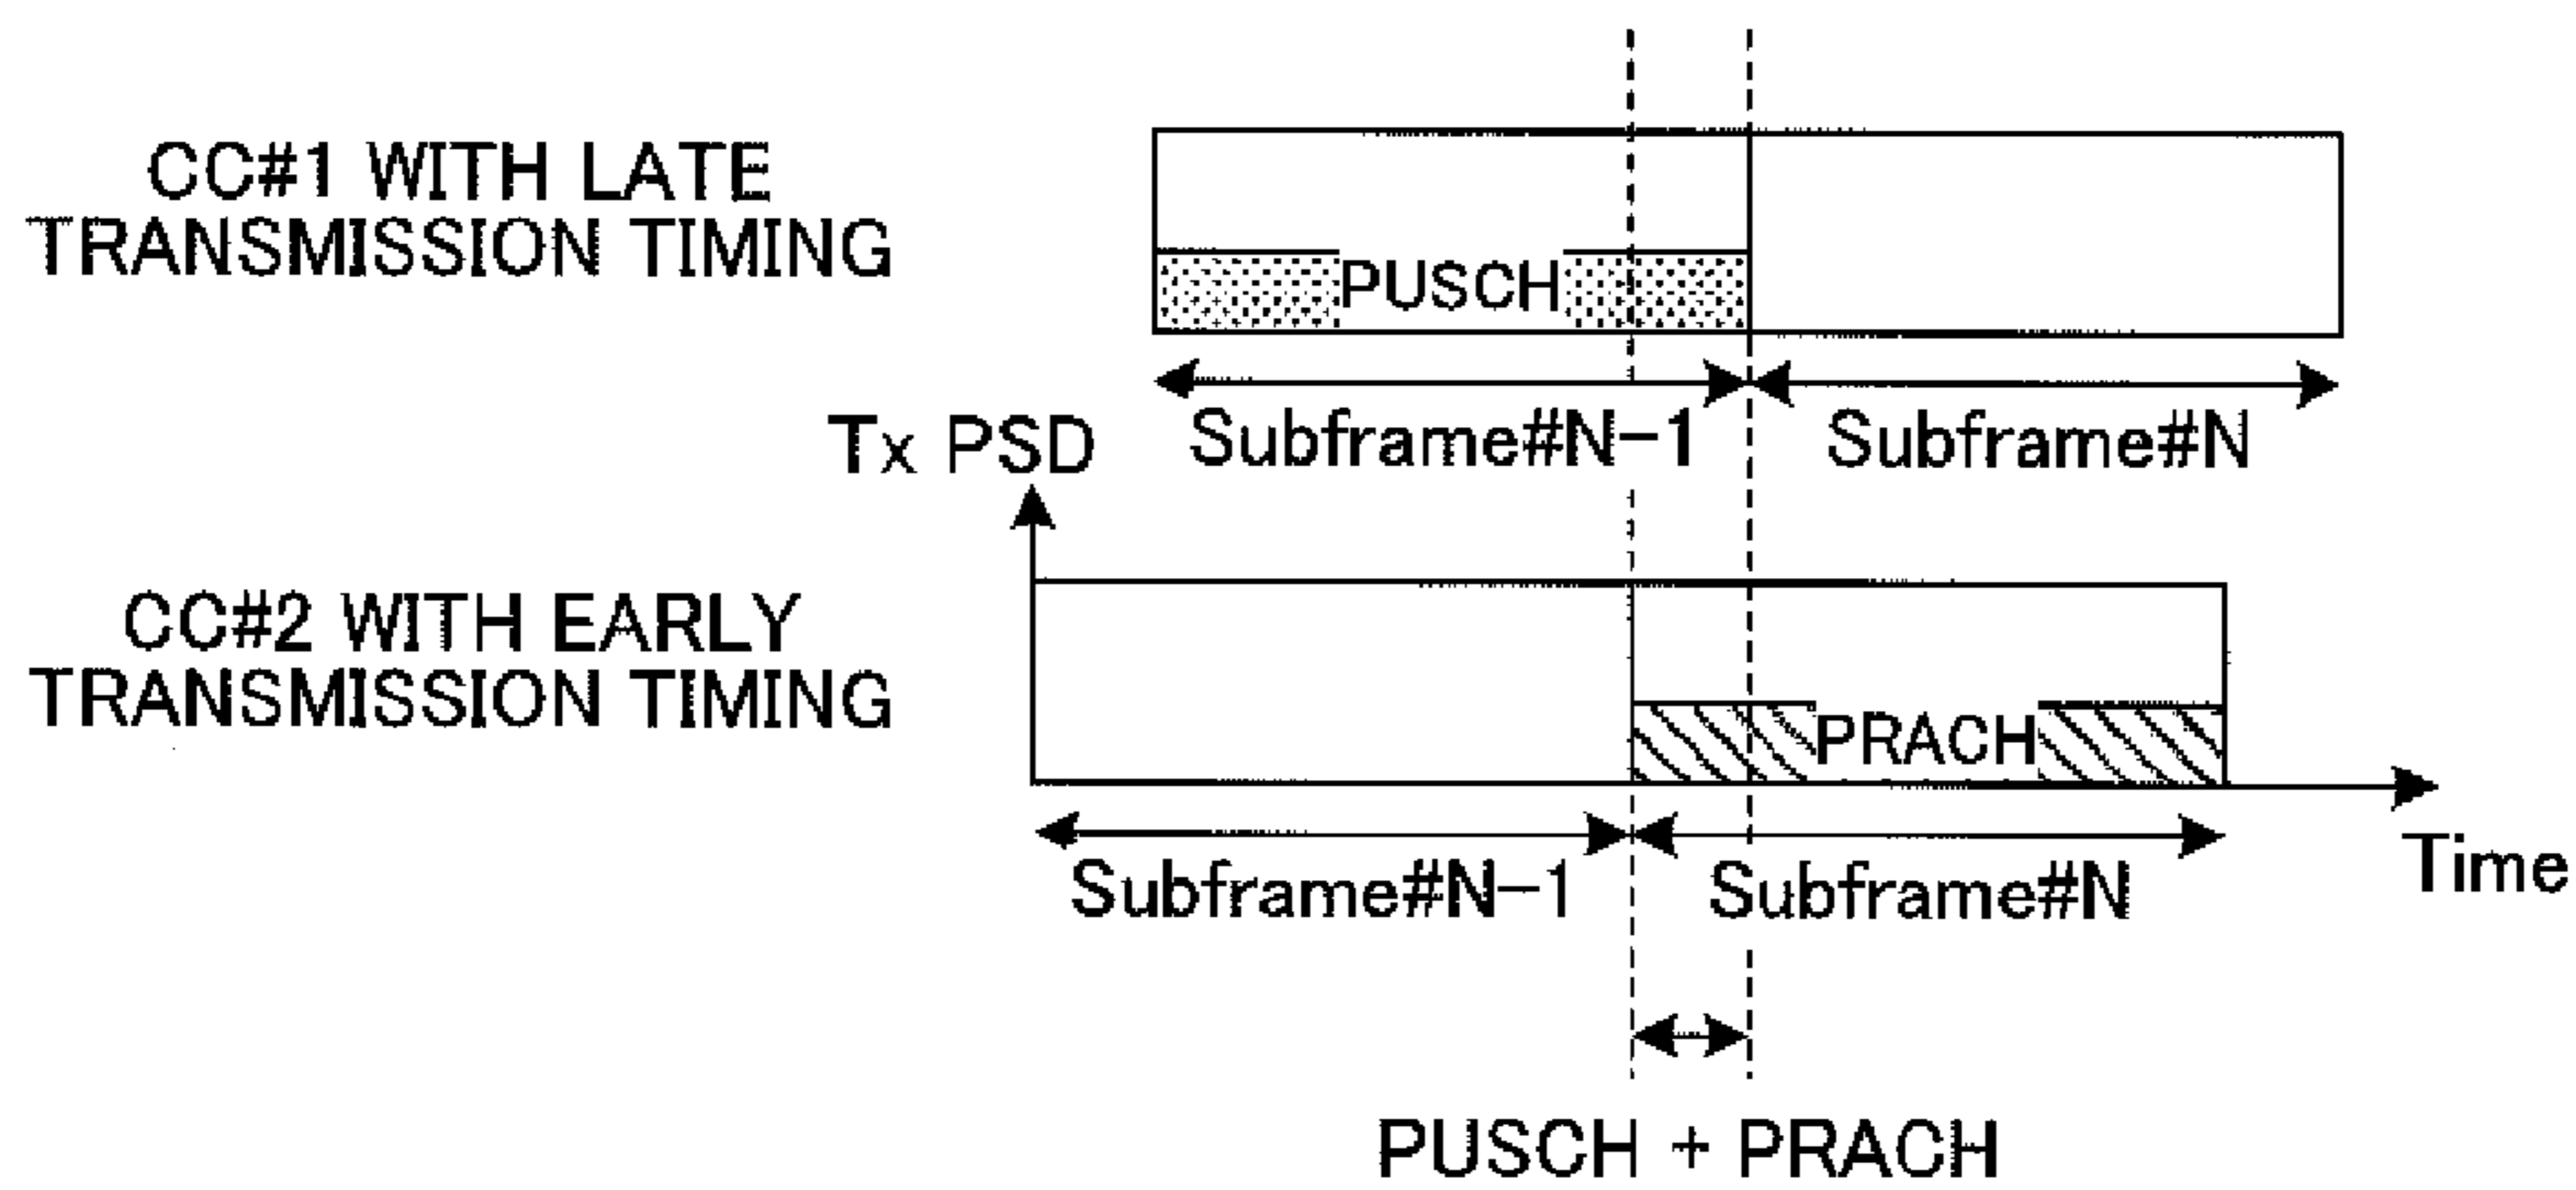 CC#1 WITH LATE
TRANSMISSION TIMING
PUSCH
Subframe#N-1 Subframe#N
Tx PSD
CC#2 WITH EARLY
TRANSMISSION TIMING
PRACH
Subframe#N-1 Subframe#N
Time
PUSCH + PRACH